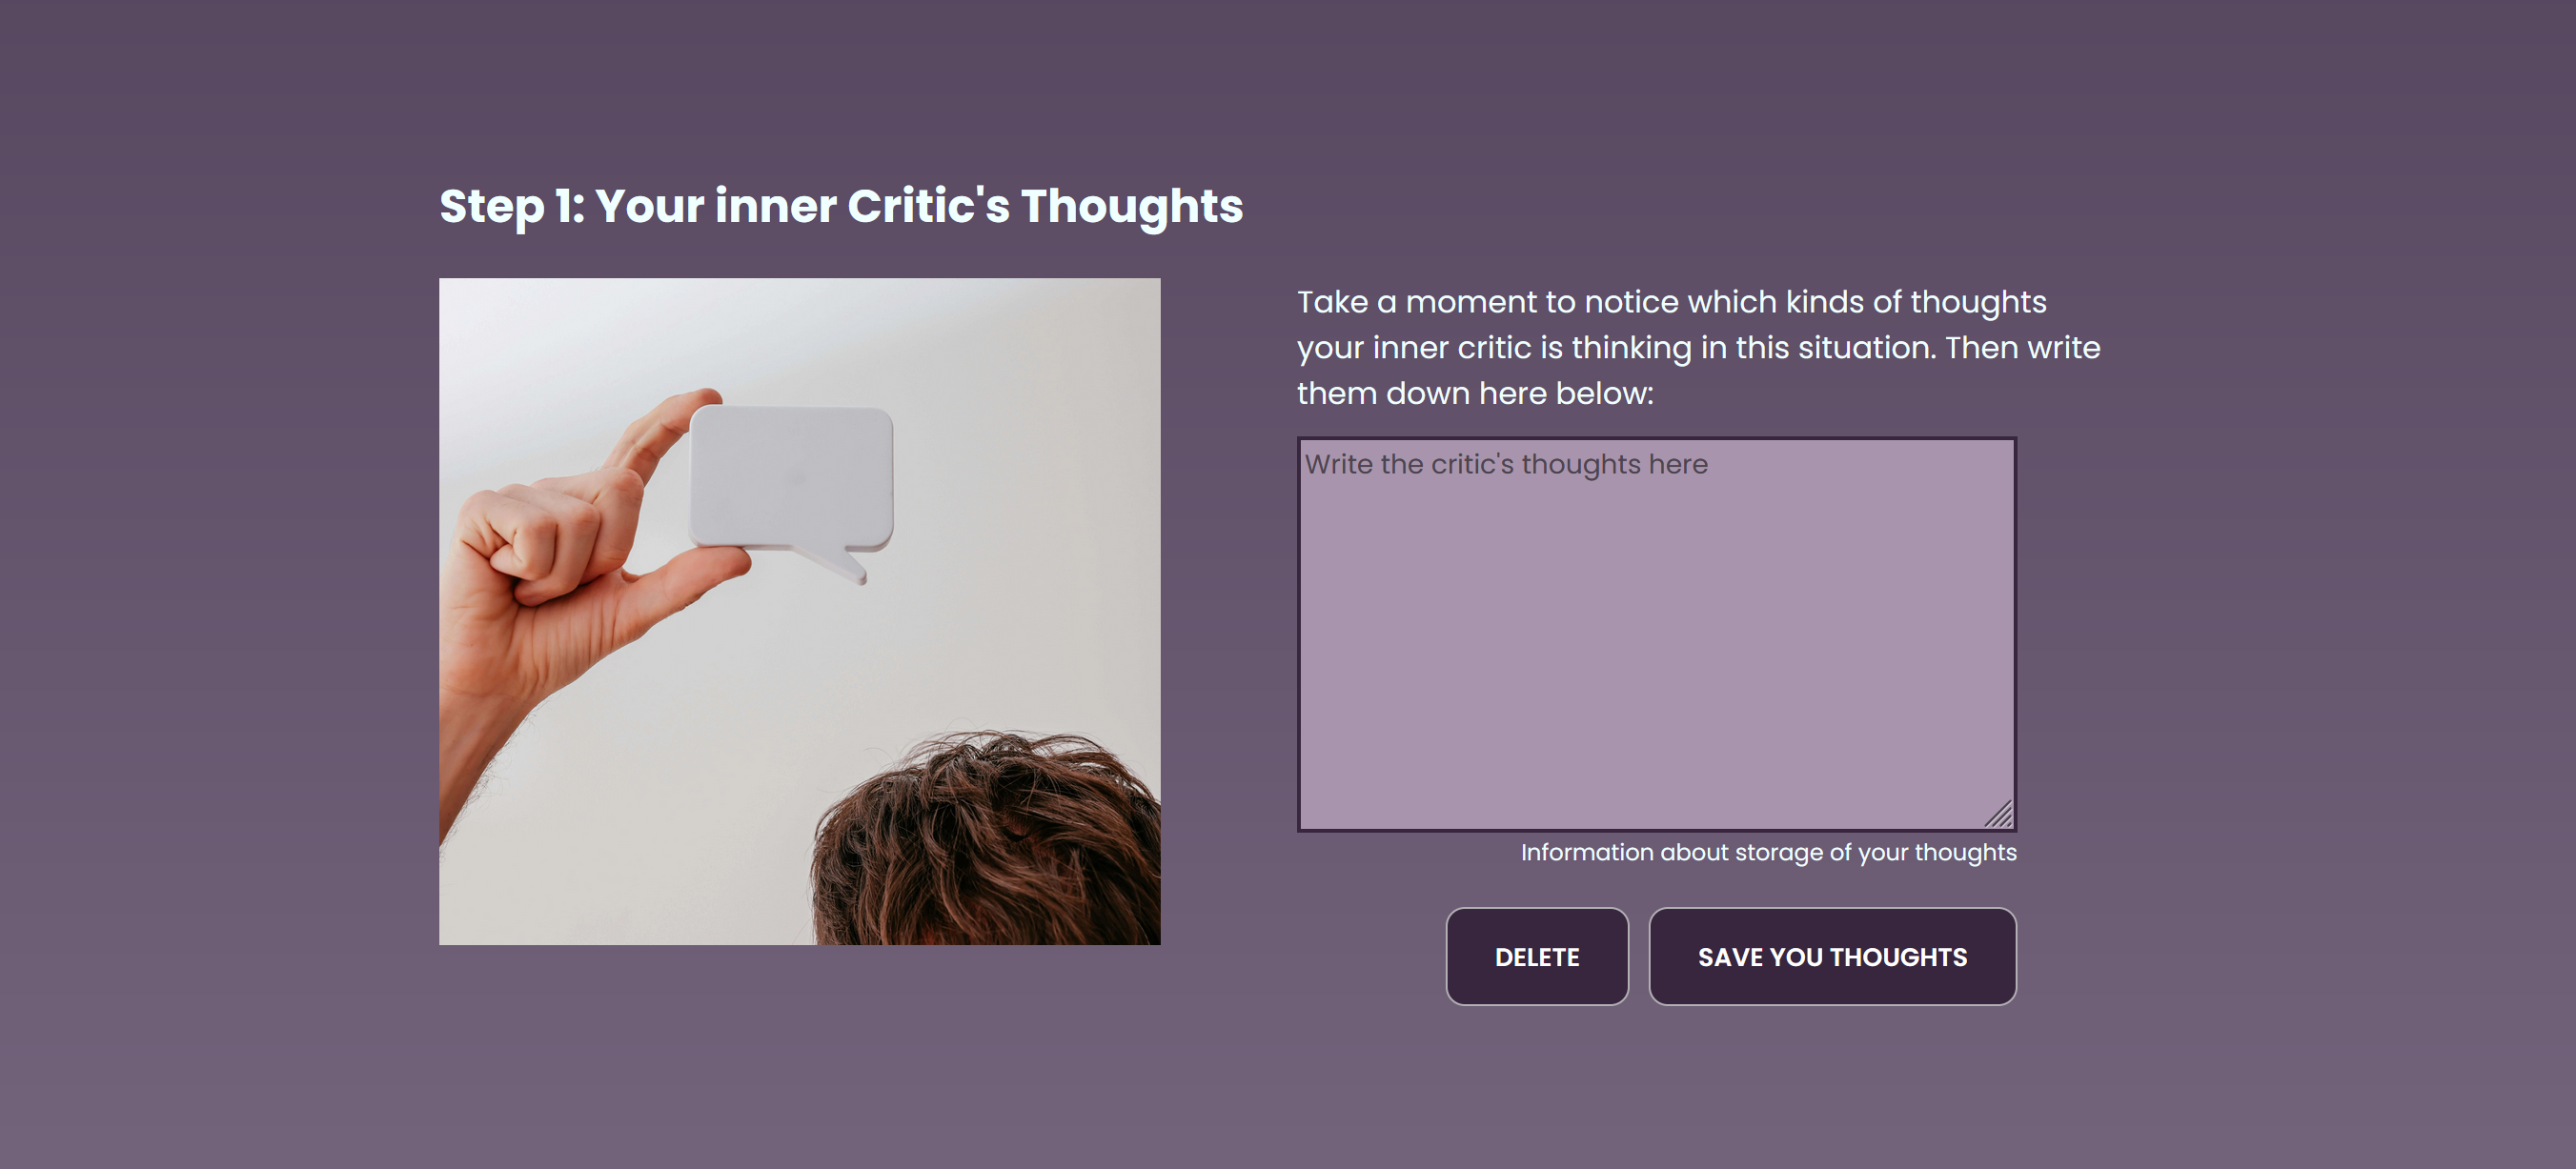 Step 1: Your inner Critic's Thoughts
Take a moment to notice which kinds of thoughts
your inner critic is thinking in this situation. Then write
them down here below:
Write the critic's thoughts here
Information about storage of your thoughts
DELETE
SAVE YOU THOUGHTS